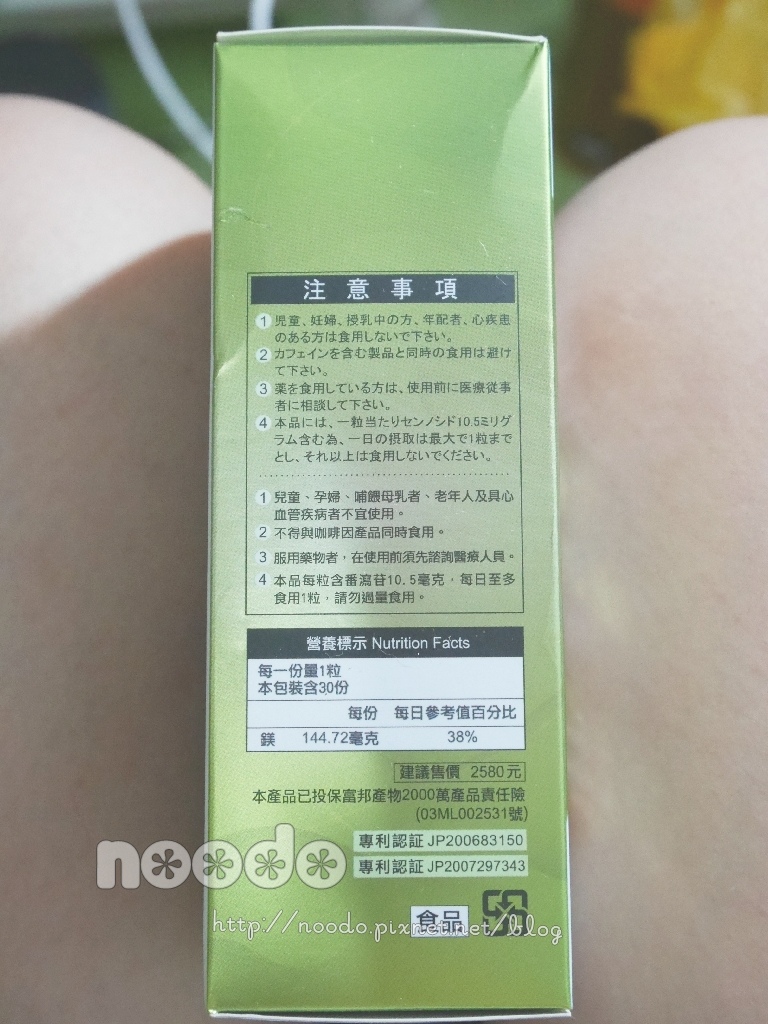 注意事項
1 児童、妊婦、授乳中の方、年配者、心疾患
のある方は食用しないで下さい。
2 カフェインを含む製品と同時の食用は避け
て下さい。
3 薬を食用している方は、使用前に医療従事
者に相談して下さい。
4 本品には、一粒当たりセンノシド10.5ミリグ
ラム含む為、一日の摂取は最大で1粒まで
とし、それ以上は食用しないでください。
1 兒童、孕婦、哺餵母乳者、老年人及具心
血管疾病者不宜使用。
2 不得與咖啡因產品同時食用。
3 服用藥物者，在使用前須先諮詢醫療人員。
4 本品每粒含番瀉苷10.5毫克，每日至多
食用1粒，請勿過量食用。
營養標示 Nutrition Facts
每一份量1粒
本包裝含30份
每份 每日參考值百分比
鎂 144.72毫克 38%
建議售價 2580元
本產品已投保富邦產物2000萬產品責任險
(03ML002531號)
專利認証 JP200683150
專利認証 JP2007297343
noodo
食品
http://noodo.pixnet.net/blog